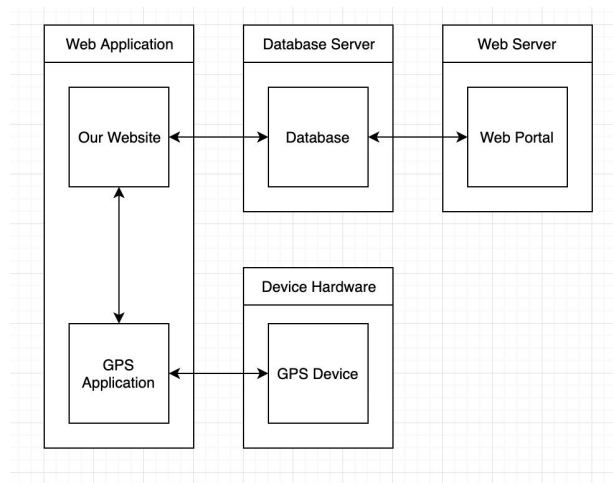 Web Application
Database Server
Web Server
Our Website
Database
Web Portal
Device Hardware
GPS
Application
GPS Device